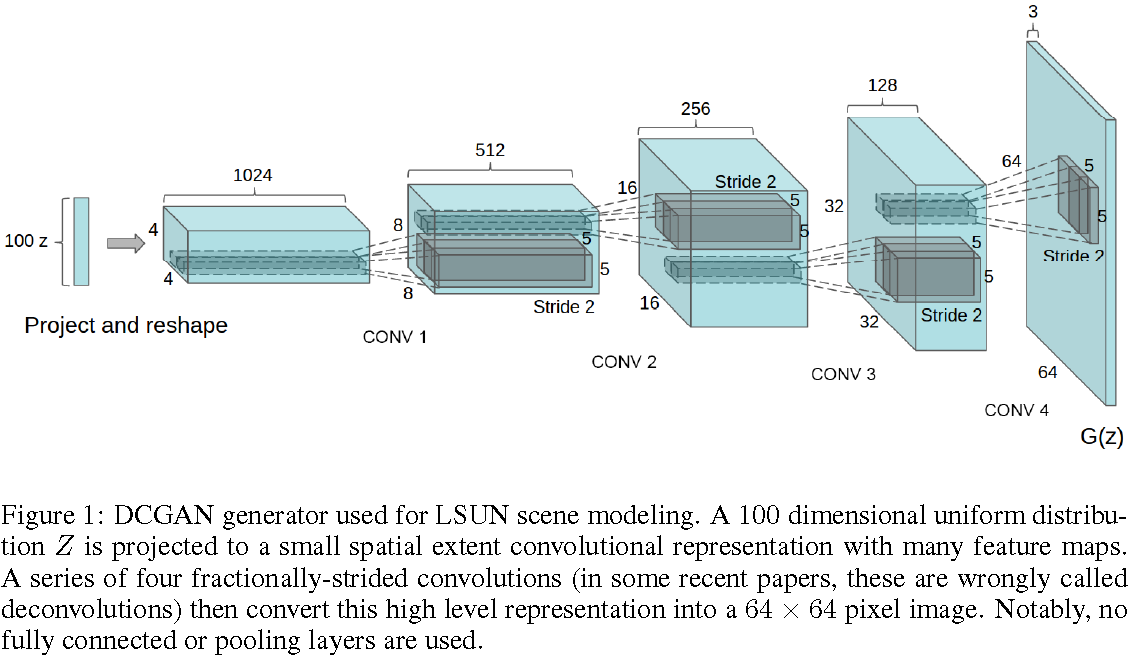 3
64
5
5
Stride 2
64
CONV 4
G(z)
128
32
5
5
Stride 2
32
CONV 3
256
16
Stride 2
5
5
16
CONV 2
512
8
5
5
8
Stride 2
CONV 1
1024
4
4
100 z
Project and reshape
Figure 1: DCGAN generator used for LSUN scene modeling. A 100 dimensional uniform distribu-
tion Z is projected to a small spatial extent convolutional representation with many feature maps.
A series of four fractionally-strided convolutions (in some recent papers, these are wrongly called
deconvolutions) then convert this high level representation into a 64 × 64 pixel image. Notably, no
fully connected or pooling layers are used.